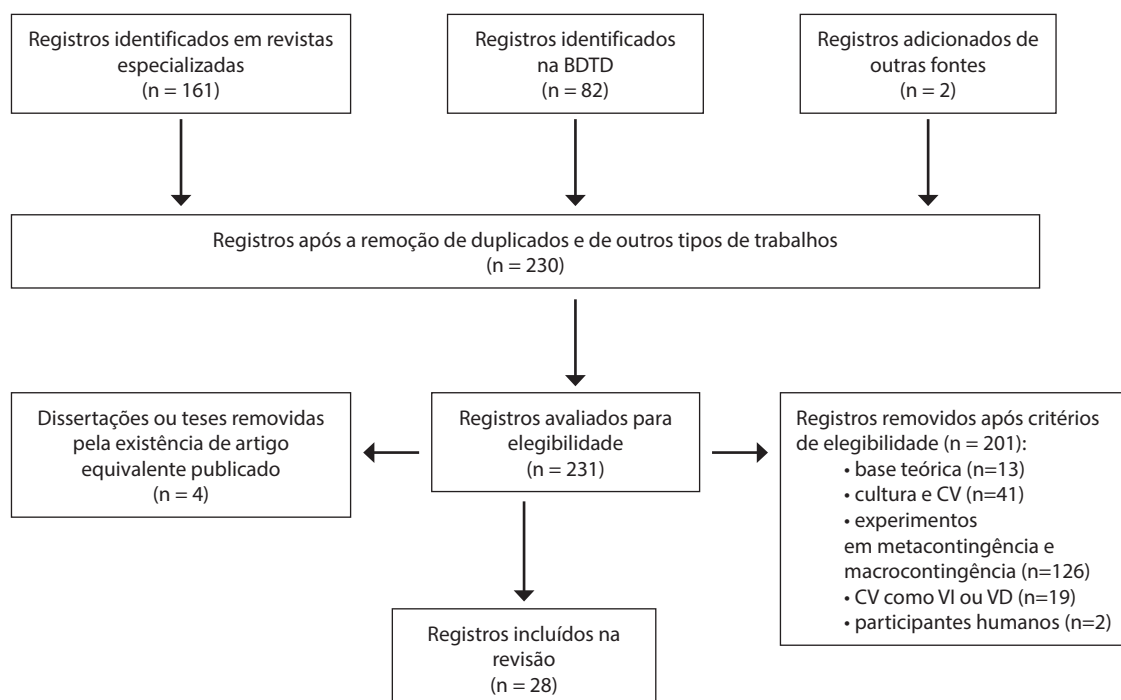 Registros identificados em revistas
especializadas
(n = 161)
Registros identificados
na BDTD
(n = 82)
Registros adicionados de
outras fontes
(n = 2)
Registros após a remoção de duplicados e de outros tipos de trabalhos
(n = 230)
Dissertações ou teses removidas
pela existência de artigo
equivalente publicado
(n = 4)
Registros avaliados para
elegibilidade
(n = 231)
Registros removidos após critérios
de elegibilidade (n = 201):
• base teórica (n=13)
• cultura e CV (n=41)
• experimentos
em metacontingência e
macrocontingência (n=126)
• CV como VI ou VD (n=19)
• participantes humanos (n=2)
Registros incluídos na
revisão
(n = 28)